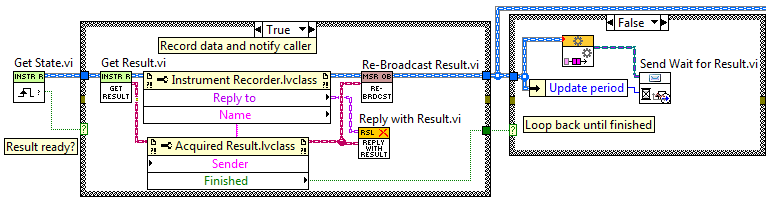 True
Record data and notify caller
False
Get State.vi
Get Result.vi
Re-Broadcast Result.vi
Send Wait for Result.vi
INSTR R
INSTR R
GET
RESULT
Instrument Recorder.lvclass
Reply to
Name
MSR OB
RE-
BRDCST
Update period
Reply with Result.vi
RSL
REPLY
WITH
RESULT
Result ready?
Acquired Result.lvclass
Sender
Finished
Loop back until finished